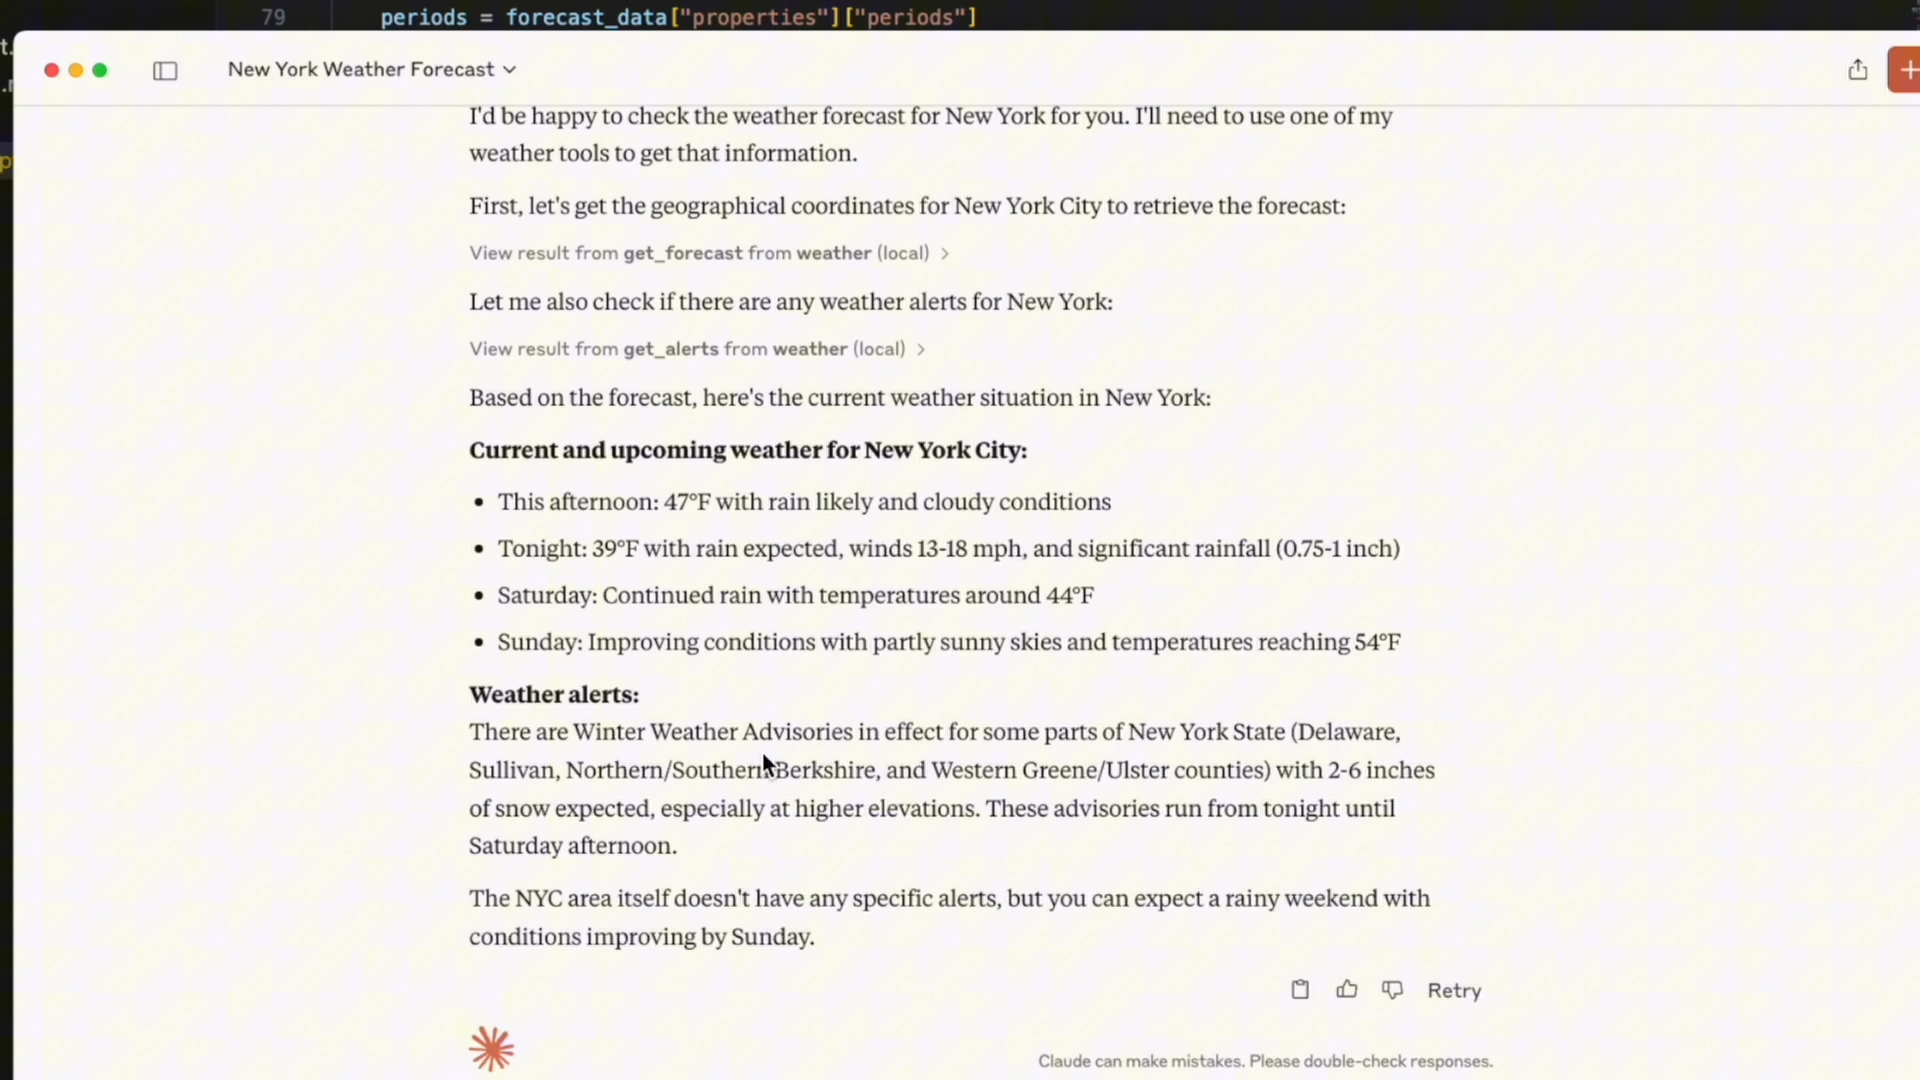 79 periods = forecast_data["properties"]["periods"]
New York Weather Forecast
I'd be happy to check the weather forecast for New York for you. I'll need to use one of my
weather tools to get that information.
First, let's get the geographical coordinates for New York City to retrieve the forecast:
View result from get_forecast from weather (local)
Let me also check if there are any weather alerts for New York:
View result from get_alerts from weather (local)
Based on the forecast, here's the current weather situation in New York:
Current and upcoming weather for New York City:
• This afternoon: 47°F with rain likely and cloudy conditions
• Tonight: 39°F with rain expected, winds 13-18 mph, and significant rainfall (0.75-1 inch)
• Saturday: Continued rain with temperatures around 44°F
• Sunday: Improving conditions with partly sunny skies and temperatures reaching 54°F
Weather alerts:
There are Winter Weather Advisories in effect for some parts of New York State (Delaware,
Sullivan, Northern/Southern Berkshire, and Western Greene/Ulster counties) with 2-6 inches
of snow expected, especially at higher elevations. These advisories run from tonight until
Saturday afternoon.
The NYC area itself doesn't have any specific alerts, but you can expect a rainy weekend with
conditions improving by Sunday.
Retry
Claude can make mistakes. Please double-check responses.